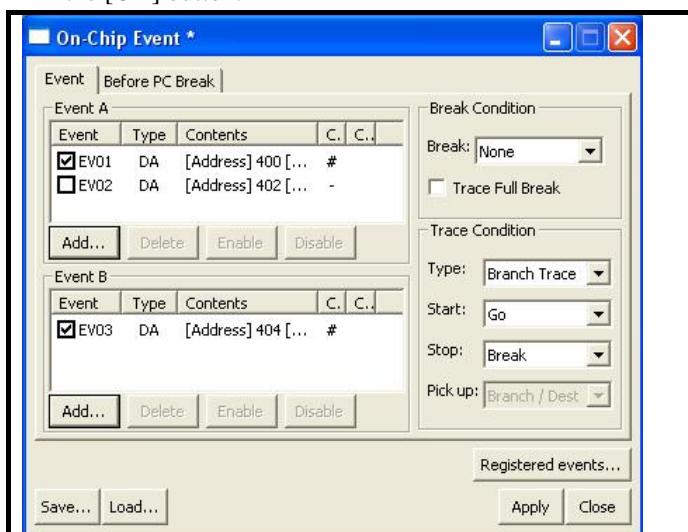 On-Chip Event *
Event Before PC Break
Event A
Event Type Contents C. C..
EV01 DA [Address] 400 [... #
EV02 DA [Address] 402 [... -
Add... Delete Enable Disable
Event B
Event Type Contents C. C..
EV03 DA [Address] 404 [... #
Add... Delete Enable Disable
Break Condition
Break: None
Trace Full Break
Trace Condition
Type: Branch Trace
Start: Go
Stop: Break
Pick up: Branch / Dest
Registered events...
Save... Load... Apply Close